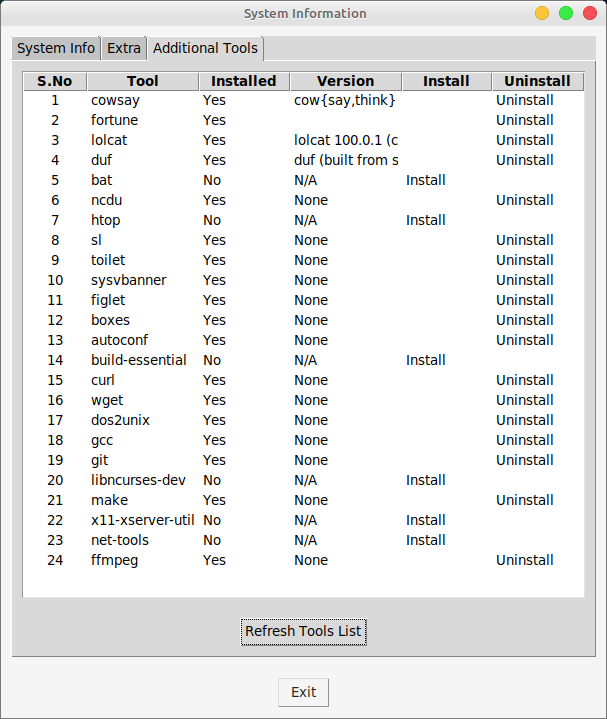 System Information
System Info Extra Additional Tools
S.No Tool Installed Version Install Uninstall
1 cowsay Yes cow{say,think} Uninstall
2 fortune Yes Uninstall
3 lolcat Yes lolcat 100.0.1 (c Uninstall
4 duf Yes duf (built from s Uninstall
5 bat No N/A Install
6 ncdu Yes None Uninstall
7 htop No N/A Install
8 sl Yes None Uninstall
9 toilet Yes None Uninstall
10 sysvbanner Yes None Uninstall
11 figlet Yes None Uninstall
12 boxes Yes None Uninstall
13 autoconf Yes None Uninstall
14 build-essential No N/A Install
15 curl Yes None Uninstall
16 wget Yes None Uninstall
17 dos2unix Yes None Uninstall
18 gcc Yes None Uninstall
19 git Yes None Uninstall
20 libncurses-dev No N/A Install
21 make Yes None Uninstall
22 x11-xserver-util No N/A Install
23 net-tools No N/A Install
24 ffmpeg Yes None Uninstall
Refresh Tools List
Exit